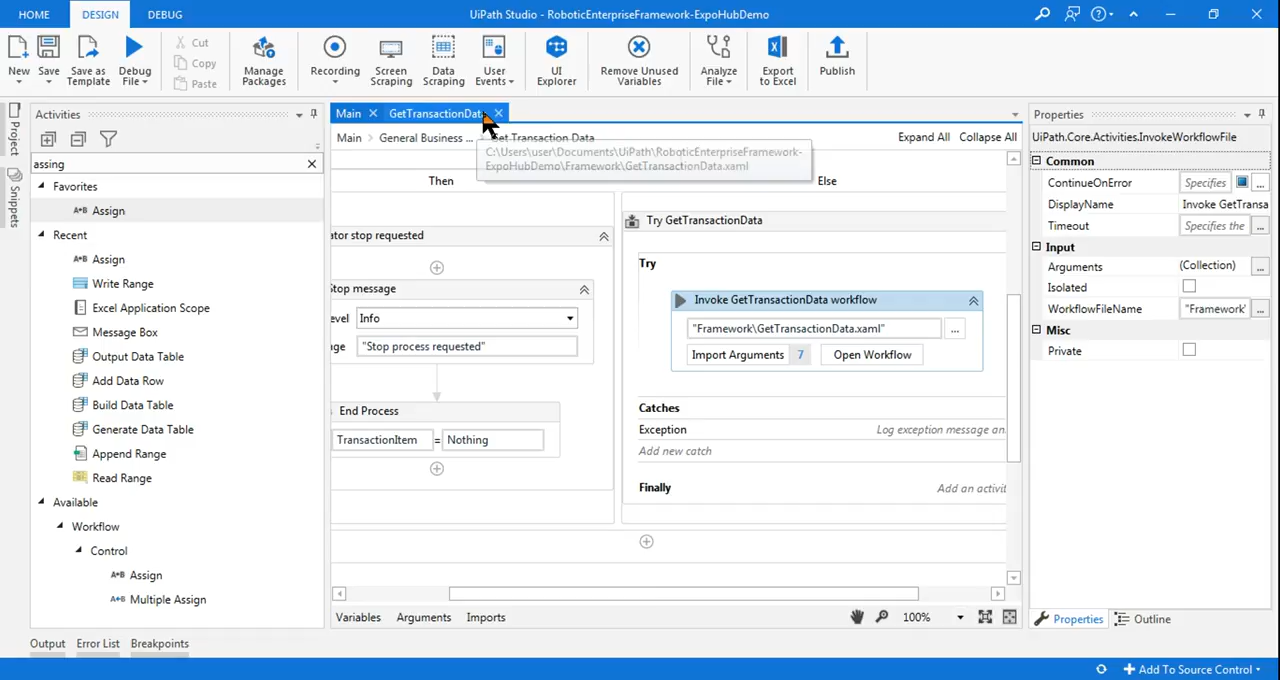 HOME
DESIGN
DEBUG
UiPath Studio - RoboticEnterpriseFramework-ExpoHubDemo
New
Save
Save as
Template
Debug
File
Cut
Copy
Paste
Manage
Packages
Recording
Screen
Scraping
Data
Scraping
User
Events
UI
Explorer
Remove Unused
Variables
Analyze
File
Export
to Excel
Publish
Project
Snippets
Activities
assing
Favorites
Assign
Recent
Assign
Write Range
Excel Application Scope
Message Box
Output Data Table
Add Data Row
Build Data Table
Generate Data Table
Append Range
Read Range
Available
Workflow
Control
Assign
Multiple Assign
Main
GetTransactionData
Main > General Business ... > Get Transaction Data
Expand All
Collapse All
C:\Users\user\Documents\UiPath\RoboticEnterpriseFramework-
ExpoHubDemo\Framework\GetTransactionData.xaml
Then
Else
ator stop requested
Stop message
evel
Info
ge
"Stop process requested"
End Process
TransactionItem = Nothing
Try GetTransactionData
Try
Invoke GetTransactionData workflow
"Framework\GetTransactionData.xaml"
...
Import Arguments 7
Open Workflow
Catches
Exception
Log exception message an
Add new catch
Finally
Add an activit
Variables
Arguments
Imports
100%
Properties
UiPath.Core.Activities.InvokeWorkflowFile
Common
ContinueOnError
Specifies
...
DisplayName
Invoke GetTransa
Timeout
Specifies the
...
Input
Arguments
(Collection)
...
Isolated
WorkflowFileName
"Framework\
...
Misc
Private
Properties
Outline
Output
Error List
Breakpoints
Add To Source Control